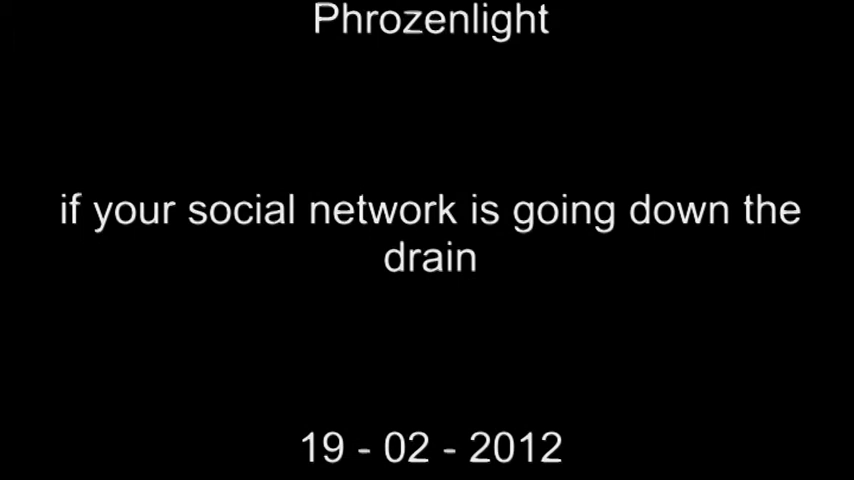 Phrozenlight
if your social network is going down the
drain
19 - 02 - 2012